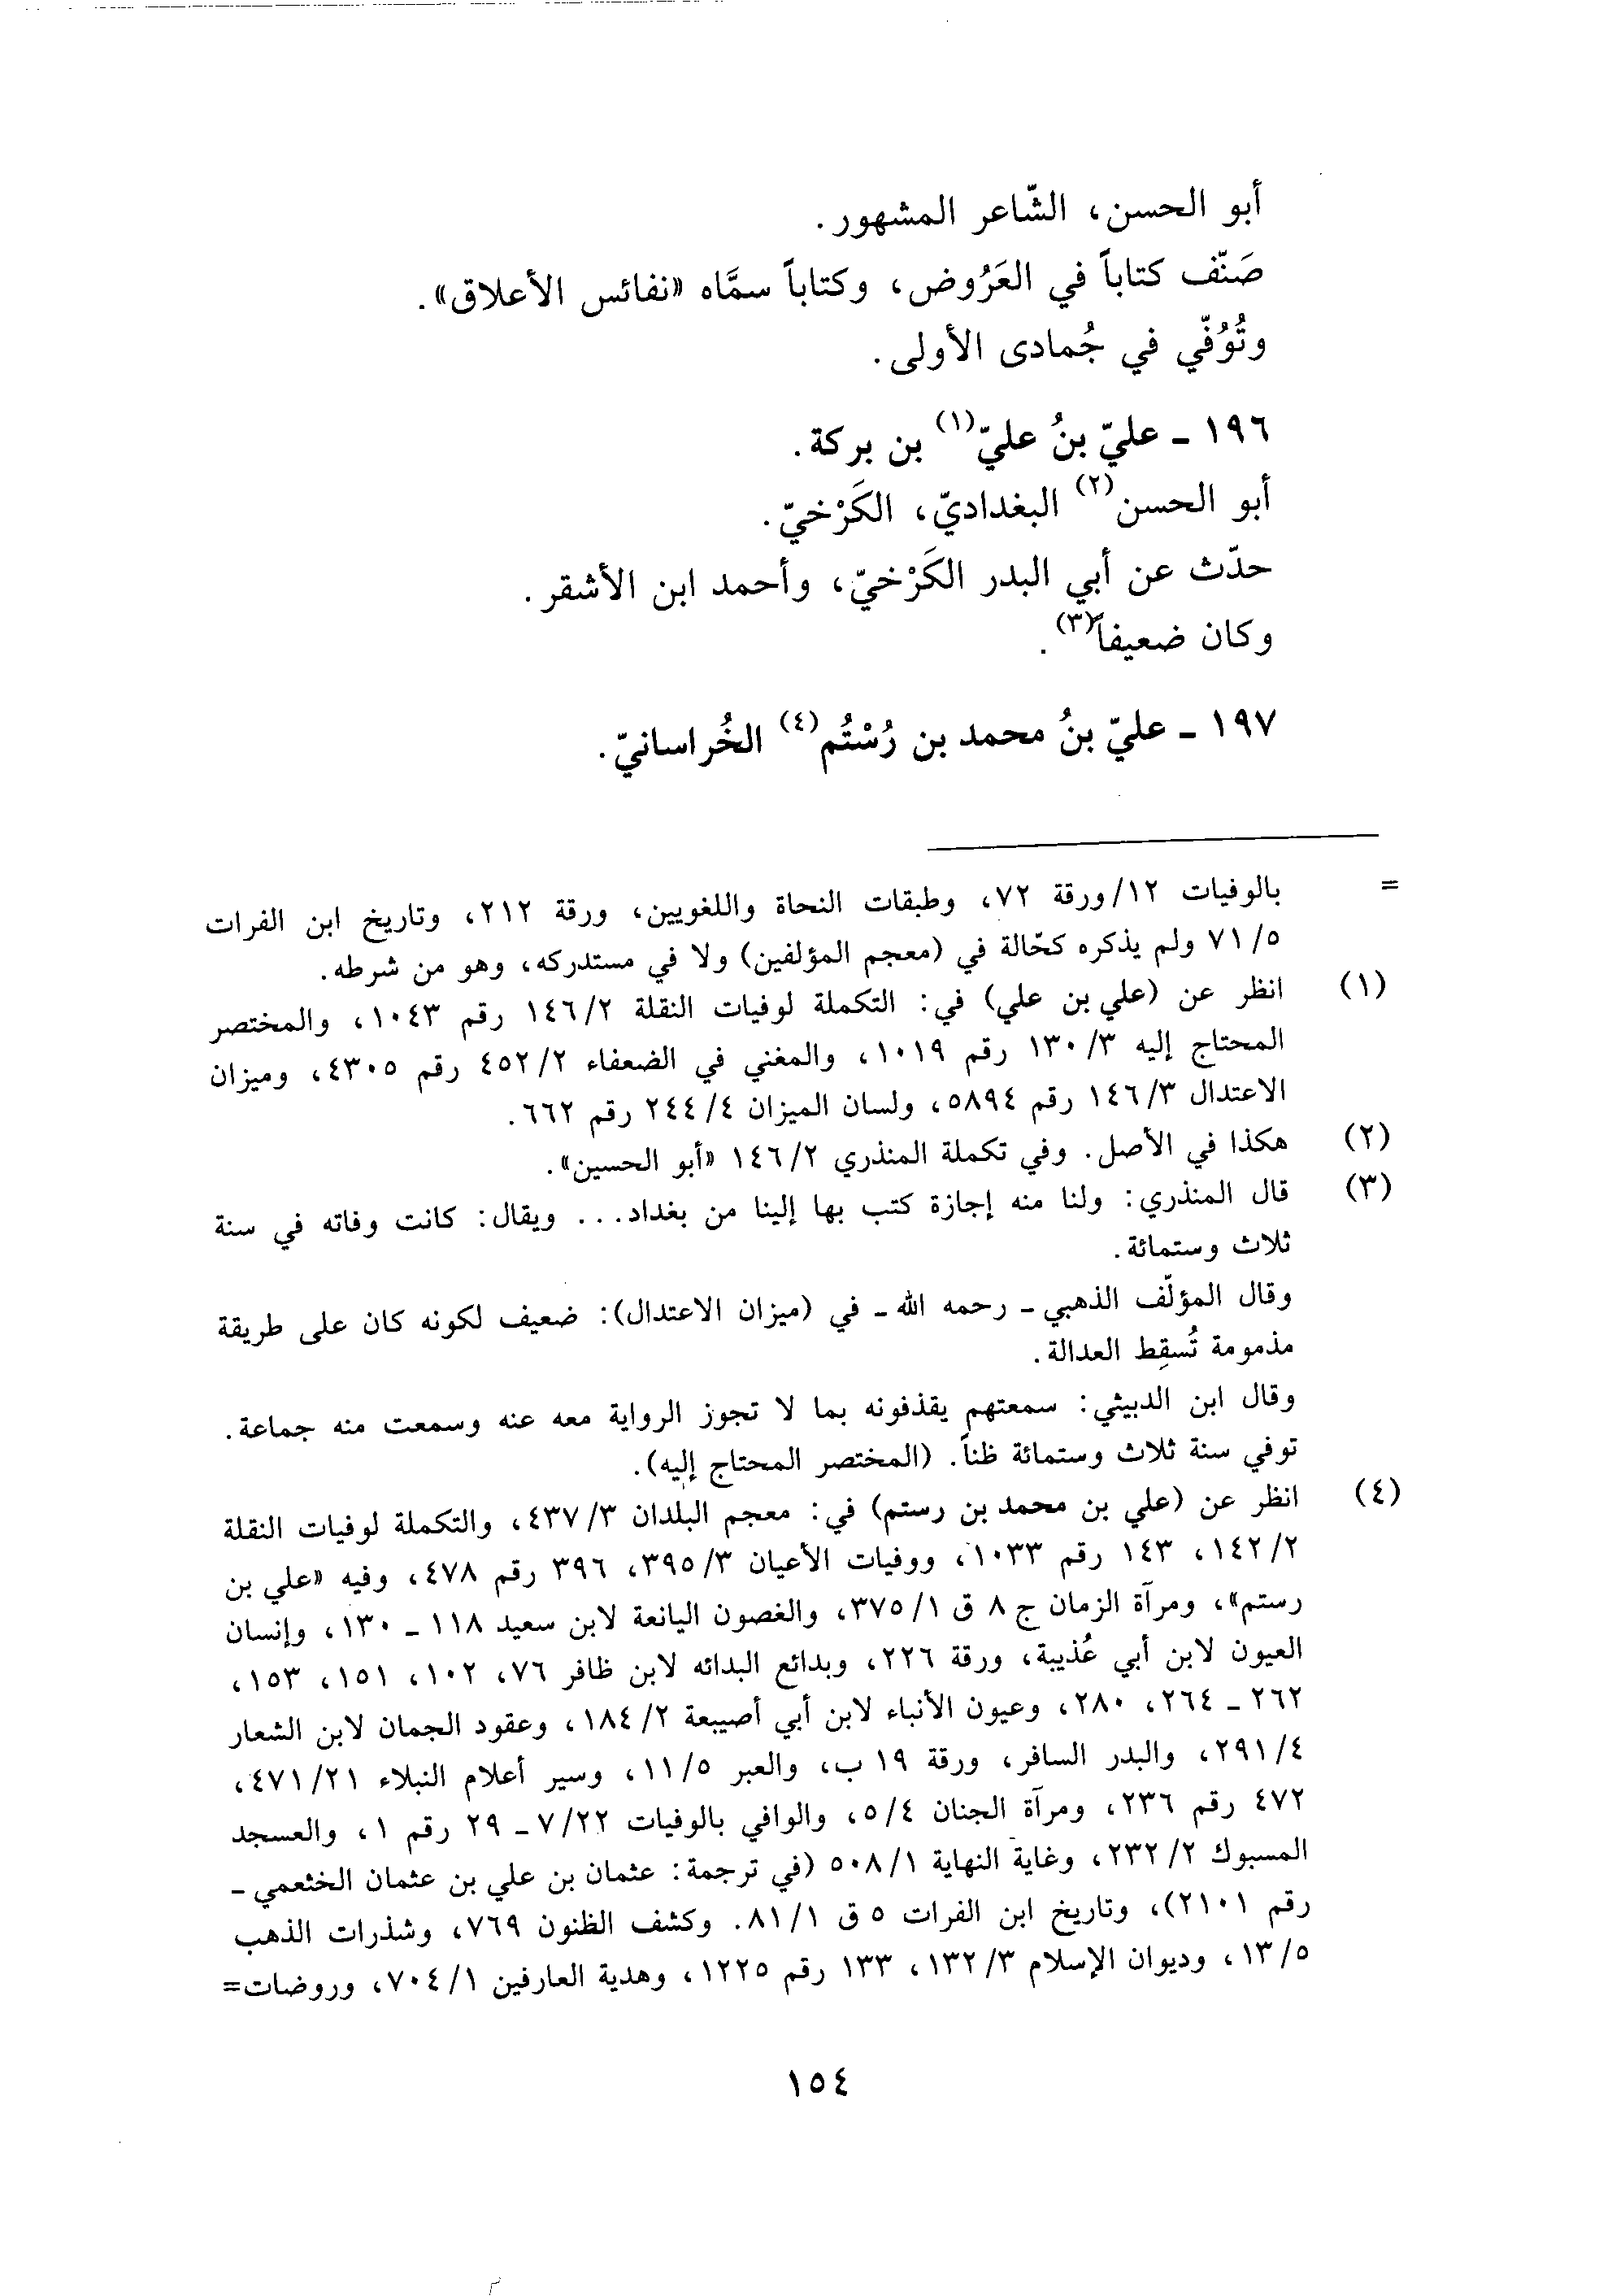 أبو الحسن، الشّاعر المشهور.
صَنّف كتاباً في العَرُوض، وكتاباً سمَّاه «نفائس الأعلاق».
وتُوُفّي في جُمادى الأولى.
١٩٦ ـ عليّ بنُ عليّ(١) بن بركة.
أبو الحسن(٢) البغداديّ، الكَرْخيّ.
حدّث عن أبي البدر الكَرْخيّ، وأحمد ابن الأشقر.
وكان ضعيفاً(٣).
١٩٧ ـ عليّ بنُ محمد بن رُسْتُم(٤) الخُراسانيّ.
= بالوفيات ١٢/ورقة ٧٢، وطبقات النحاة واللغويين، ورقة ٢١٢، وتاريخ ابن الفرات
٧١/٥ ولم يذكره كحّالة في (معجم المؤلفين) ولا في مستدركه، وهو من شرطه.
(١) انظر عن (علي بن علي) في: التكملة لوفيات النقلة ١٤٦/٢ رقم ١٠٤٣، والمختصر
المحتاج إليه ١٣٠/٣ رقم ١٠١٩، والمغني في الضعفاء ٤٥٢/٢ رقم ٤٣٠٥، وميزان
الاعتدال ١٤٦/٣ رقم ٥٨٩٤، ولسان الميزان ٢٤٤/٤ رقم ٦٦٢.
(٢) هكذا في الأصل. وفي تكملة المنذري ١٤٦/٢ «أبو الحسين».
(٣) قال المنذري: ولنا منه إجازة كتب بها إلينا من بغداد... ويقال: كانت وفاته في سنة
ثلاث وستمائة.
وقال المؤلّف الذهبي ـ رحمه الله ـ في (ميزان الاعتدال): ضعيف لكونه كان على طريقة
مذمومة تُسقِط العدالة.
وقال ابن الدبيثي: سمعتهم يقذفونه بما لا تجوز الرواية معه عنه وسمعت منه جماعة.
توفي سنة ثلاث وستمائة ظناً. (المختصر المحتاج إليه).
(٤) انظر عن (علي بن محمد بن رستم) في: معجم البلدان ٤٣٧/٣، والتكملة لوفيات النقلة
١٤٢/٢، ١٤٣ رقم ١٠٣٣، ووفيات الأعيان ٣٩٥/٣، ٣٩٦ رقم ٤٧٨، وفيه «علي بن
رستم»، ومرآة الزمان ج ٨ ق ٣٧٥/١، والغصون اليانعة لابن سعيد ١١٨ ـ ١٣٠، وإنسان
العيون لابن أبي عُذيبة، ورقة ٢٢٦، وبدائع البدائه لابن ظافر ٧٦، ١٠٢، ١٥١، ١٥٣،
٢٦٢ ـ ٢٦٤، ٢٨٠، وعيون الأنباء لابن أبي أصيبعة ١٨٤/٢، وعقود الجمان لابن الشعار
٢٩١/٤، والبدر السافر، ورقة ١٩ ب، والعبر ١١/٥، وسير أعلام النبلاء ٤٧١/٢١،
٤٧٢ رقم ٢٣٦، ومرآة الجنان ٥/٤، والوافي بالوفيات ٧/٢٢ ـ ٢٩ رقم ١، والعسجد
المسبوك ٢٣٢/٢، وغاية النهاية ٥٠٨/١ (في ترجمة: عثمان بن علي بن عثمان الخثعمي ـ
رقم ٢١٠١)، وتاريخ ابن الفرات ٥ ق ٨١/١. وكشف الظنون ٧٦٩، وشذرات الذهب
١٣/٥، وديوان الإسلام ١٣٢/٣، ١٣٣ رقم ١٢٢٥، وهدية العارفين ٧٠٤/١، وروضات=
١٥٤